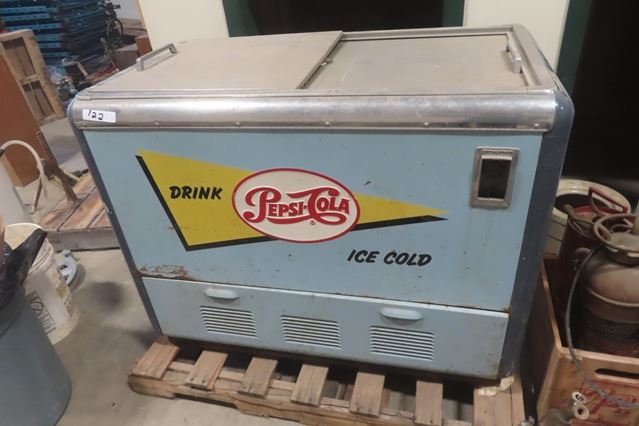 122
DRINK
PEPSI-COLA
ICE COLD